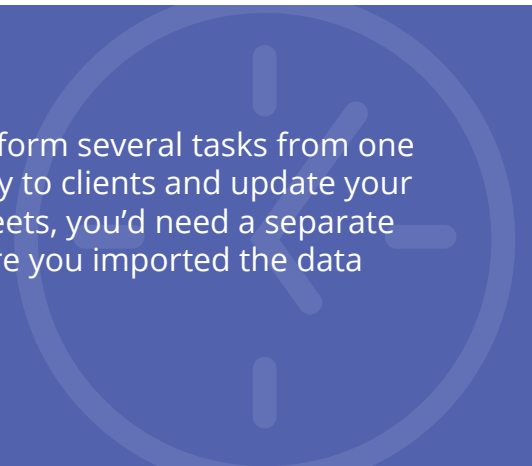 form several tasks from one
y to clients and update your
eets, you’d need a separate
re you imported the data